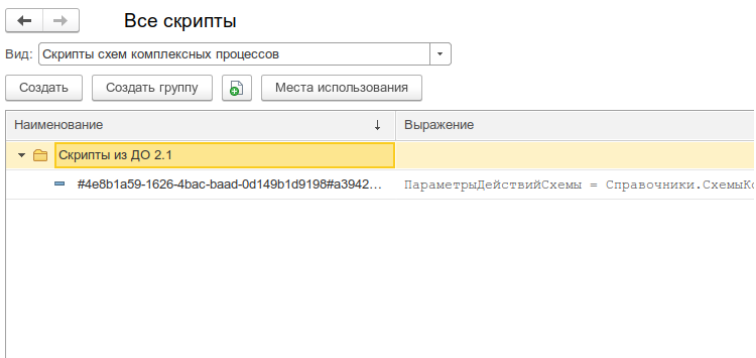 Все скрипты
Вид: Скрипты схем комплексных процессов
Создать Создать группу Места использования
Наименование ↓ Выражение
Скрипты из ДО 2.1
#4e8b1a59-1626-4bac-baad-0d149b1d9198#a3942... ПараметрыДействийСхемы = Справочники.СхемыКо